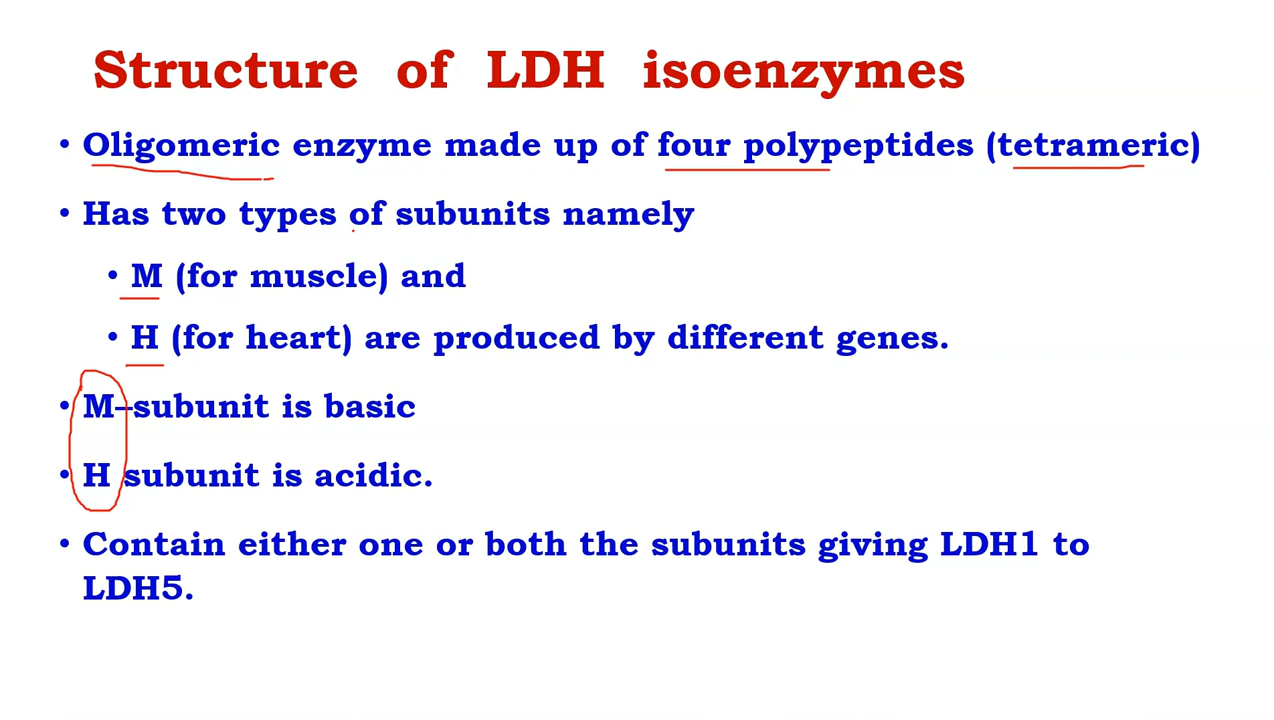 Structure of LDH isoenzymes
• Oligomeric enzyme made up of four polypeptides (tetrameric)
• Has two types of subunits namely
• M (for muscle) and
• H (for heart) are produced by different genes.
• M–subunit is basic
• H subunit is acidic.
• Contain either one or both the subunits giving LDH1 to
LDH5.